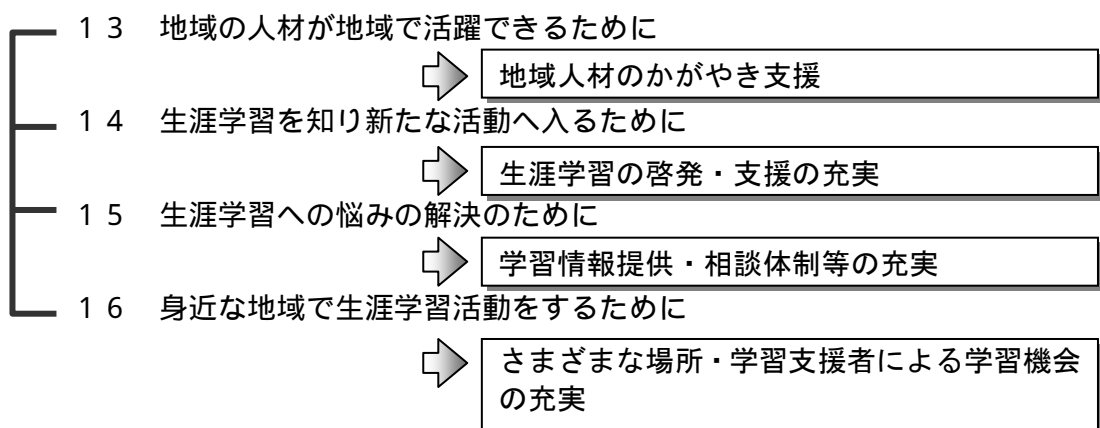 １３　地域の人材が地域で活躍できるために
地域人材のかがやき支援
１４　生涯学習を知り新たな活動へ入るために
生涯学習の啓発・支援の充実
１５　生涯学習への悩みの解決のために
学習情報提供・相談体制等の充実
１６　身近な地域で生涯学習活動をするために
さまざまな場所・学習支援者による学習機会
の充実